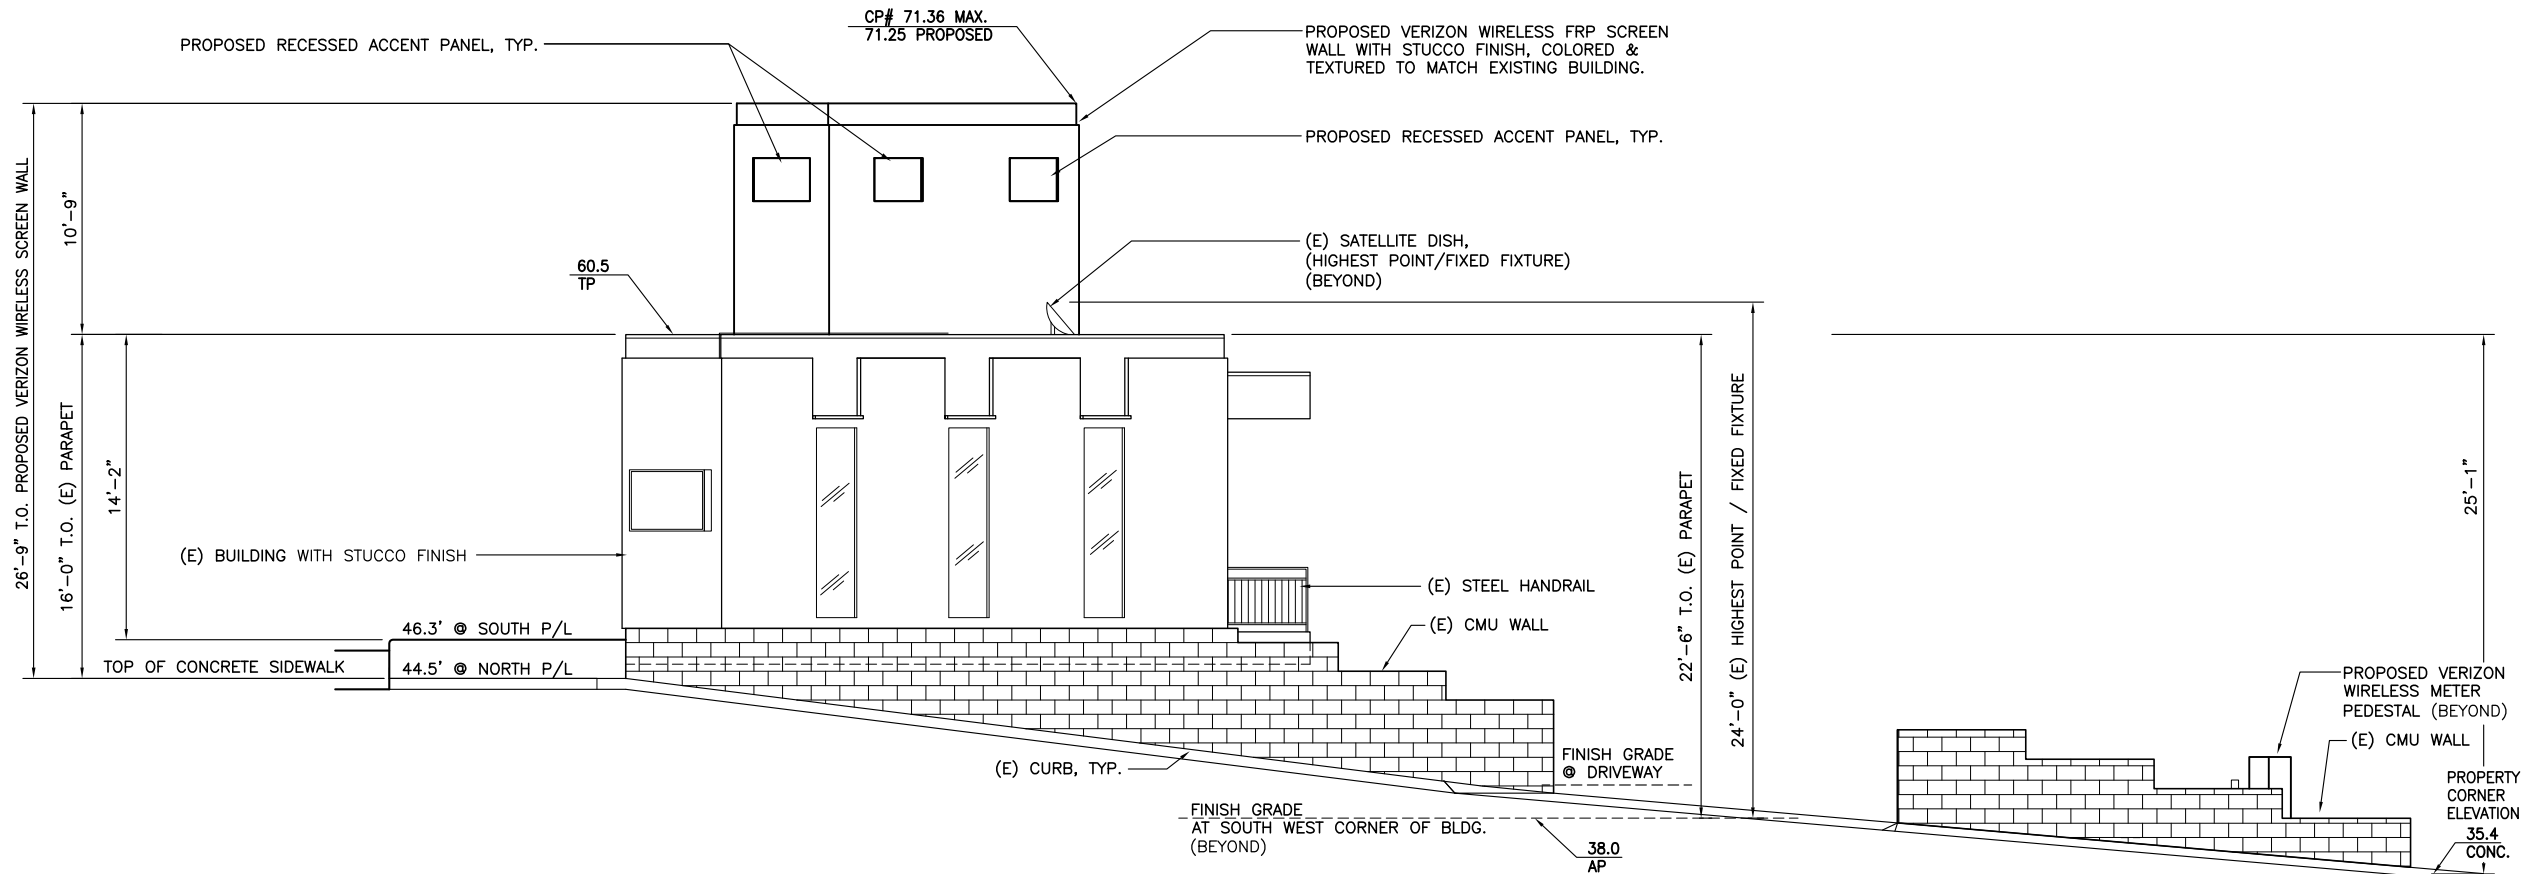 CP# 71.36 MAX.
71.25 PROPOSED
PROPOSED RECESSED ACCENT PANEL, TYP.
PROPOSED VERIZON WIRELESS FRP SCREEN
WALL WITH STUCCO FINISH, COLORED &
TEXTURED TO MATCH EXISTING BUILDING.
PROPOSED RECESSED ACCENT PANEL, TYP.
26'-9" T.O. PROPOSED VERIZON WIRELESS SCREEN WALL
10'-9"
16'-0" T.O. (E) PARAPET
14'-2"
60.5
TP
(E) SATELLITE DISH,
(HIGHEST POINT/FIXED FIXTURE)
(BEYOND)
(E) BUILDING WITH STUCCO FINISH
46.3' @ SOUTH P/L
TOP OF CONCRETE SIDEWALK
44.5' @ NORTH P/L
(E) STEEL HANDRAIL
(E) CMU WALL
(E) CURB, TYP.
22'-6" T.O. (E) PARAPET
24'-0" (E) HIGHEST POINT / FIXED FIXTURE
25'-1"
FINISH GRADE
@ DRIVEWAY
FINISH GRADE
AT SOUTH WEST CORNER OF BLDG.
(BEYOND)
38.0
AP
PROPOSED VERIZON
WIRELESS METER
PEDESTAL (BEYOND)
(E) CMU WALL
PROPERTY
CORNER
ELEVATION
35.4
CONC.